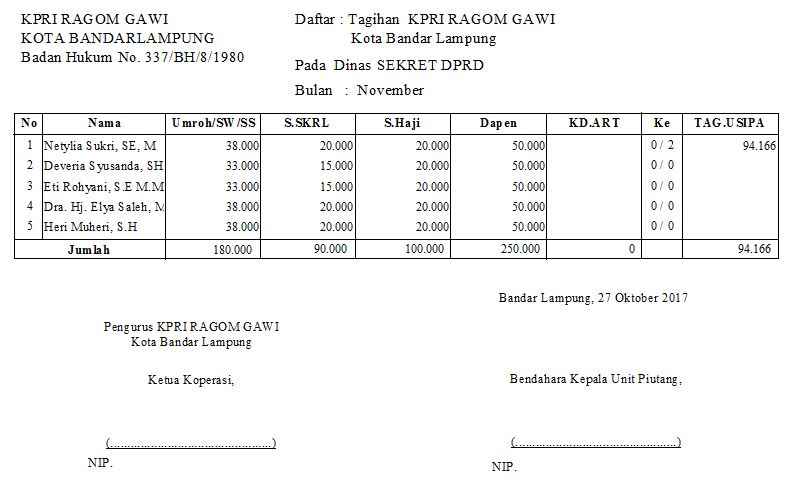 KPRI RAGOM GAWI
KOTA BANDARLAMPUNG
Badan Hukum No. 337/BH/8/1980
Daftar : Tagihan KPRI RAGOM GAWI
Kota Bandar Lampung
Pada Dinas SEKRET DPRD
Bulan : November
No Nama Umroh/SW/SS S.SKRL S.Haji Dapen KD.ART Ke TAG.USIPA
1 Netylia Sukri, SE, M 38.000 20.000 20.000 50.000 0 / 2 94.166
2 Deveria Syusanda, SH 33.000 15.000 20.000 50.000 0 / 0
3 Eti Rohyani, S.E M.M 33.000 15.000 20.000 50.000 0 / 0
4 Dra. Hj. Elya Saleh, M 38.000 20.000 20.000 50.000 0 / 0
5 Heri Muheri, S.H 38.000 20.000 20.000 50.000 0 / 0
Jumlah 180.000 90.000 100.000 250.000 0 94.166
Bandar Lampung, 27 Oktober 2017
Pengurus KPRI RAGOM GAWI
Kota Bandar Lampung
Ketua Koperasi,
Bendahara Kepala Unit Piutang,
(..................................................)
NIP.
(..................................................)
NIP.